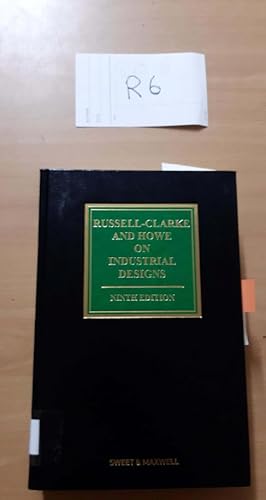 R6
RUSSELL-CLARKE
AND HOWE
ON
INDUSTRIAL
DESIGNS
NINTH EDITION
SWEET & MAXWELL